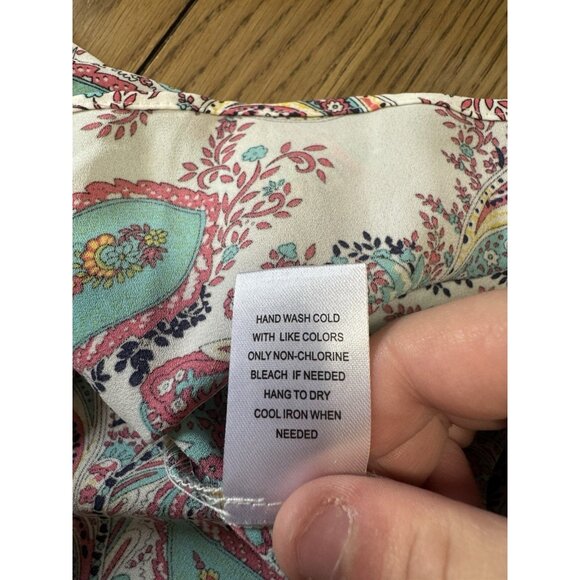 HAND WASH COLD
WITH LIKE COLORS
ONLY NON-CHLORINE
BLEACH IF NEEDED
HANG TO DRY
COOL IRON WHEN
NEEDED